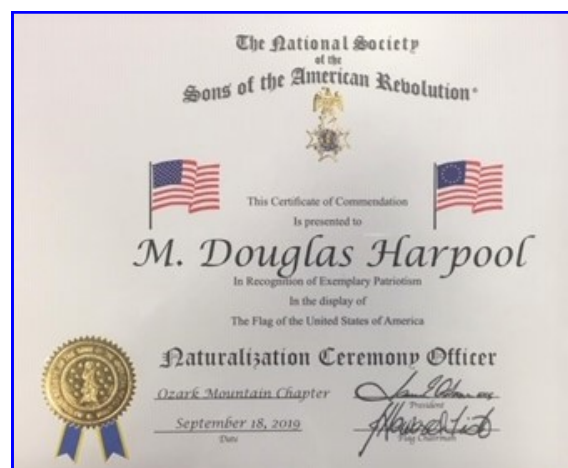 The National Society
of the
Sons of the American Revolution®
This Certificate of Commendation
Is presented to
M. Douglas Harpool
In Recognition of Exemplary Patriotism
In the display of
The Flag of the United States of America
Naturalization Ceremony Officer
Ozark Mountain Chapter
President
September 18, 2019
Date
Flag Chairman